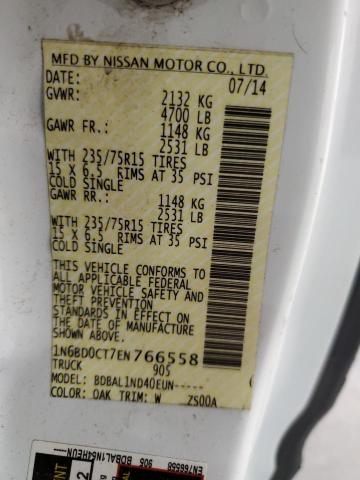 MFD BY NISSAN MOTOR CO., LTD.
DATE: 07/14
GVWR: 2132 KG
4700 LB
GAWR FR.: 1148 KG
2531 LB
WITH 235/75R15 TIRES
15 X 6.5 RIMS AT 35 PSI
COLD SINGLE
GAWR RR.: 1148 KG
2531 LB
WITH 235/75R15 TIRES
15 X 6.5 RIMS AT 35 PSI
COLD SINGLE
THIS VEHICLE CONFORMS TO
ALL APPLICABLE FEDERAL
MOTOR VEHICLE SAFETY AND
THEFT PREVENTION
STANDARDS IN EFFECT ON
THE DATE OF MANUFACTURE
SHOWN ABOVE.
1N6BD0CT7EN766558
TRUCK 905
MODEL: BDBAL1ND40EUN-----
COLOR: OAK TRIM: W ZS00A
EN766558 905 BDBAL1N64HEUN